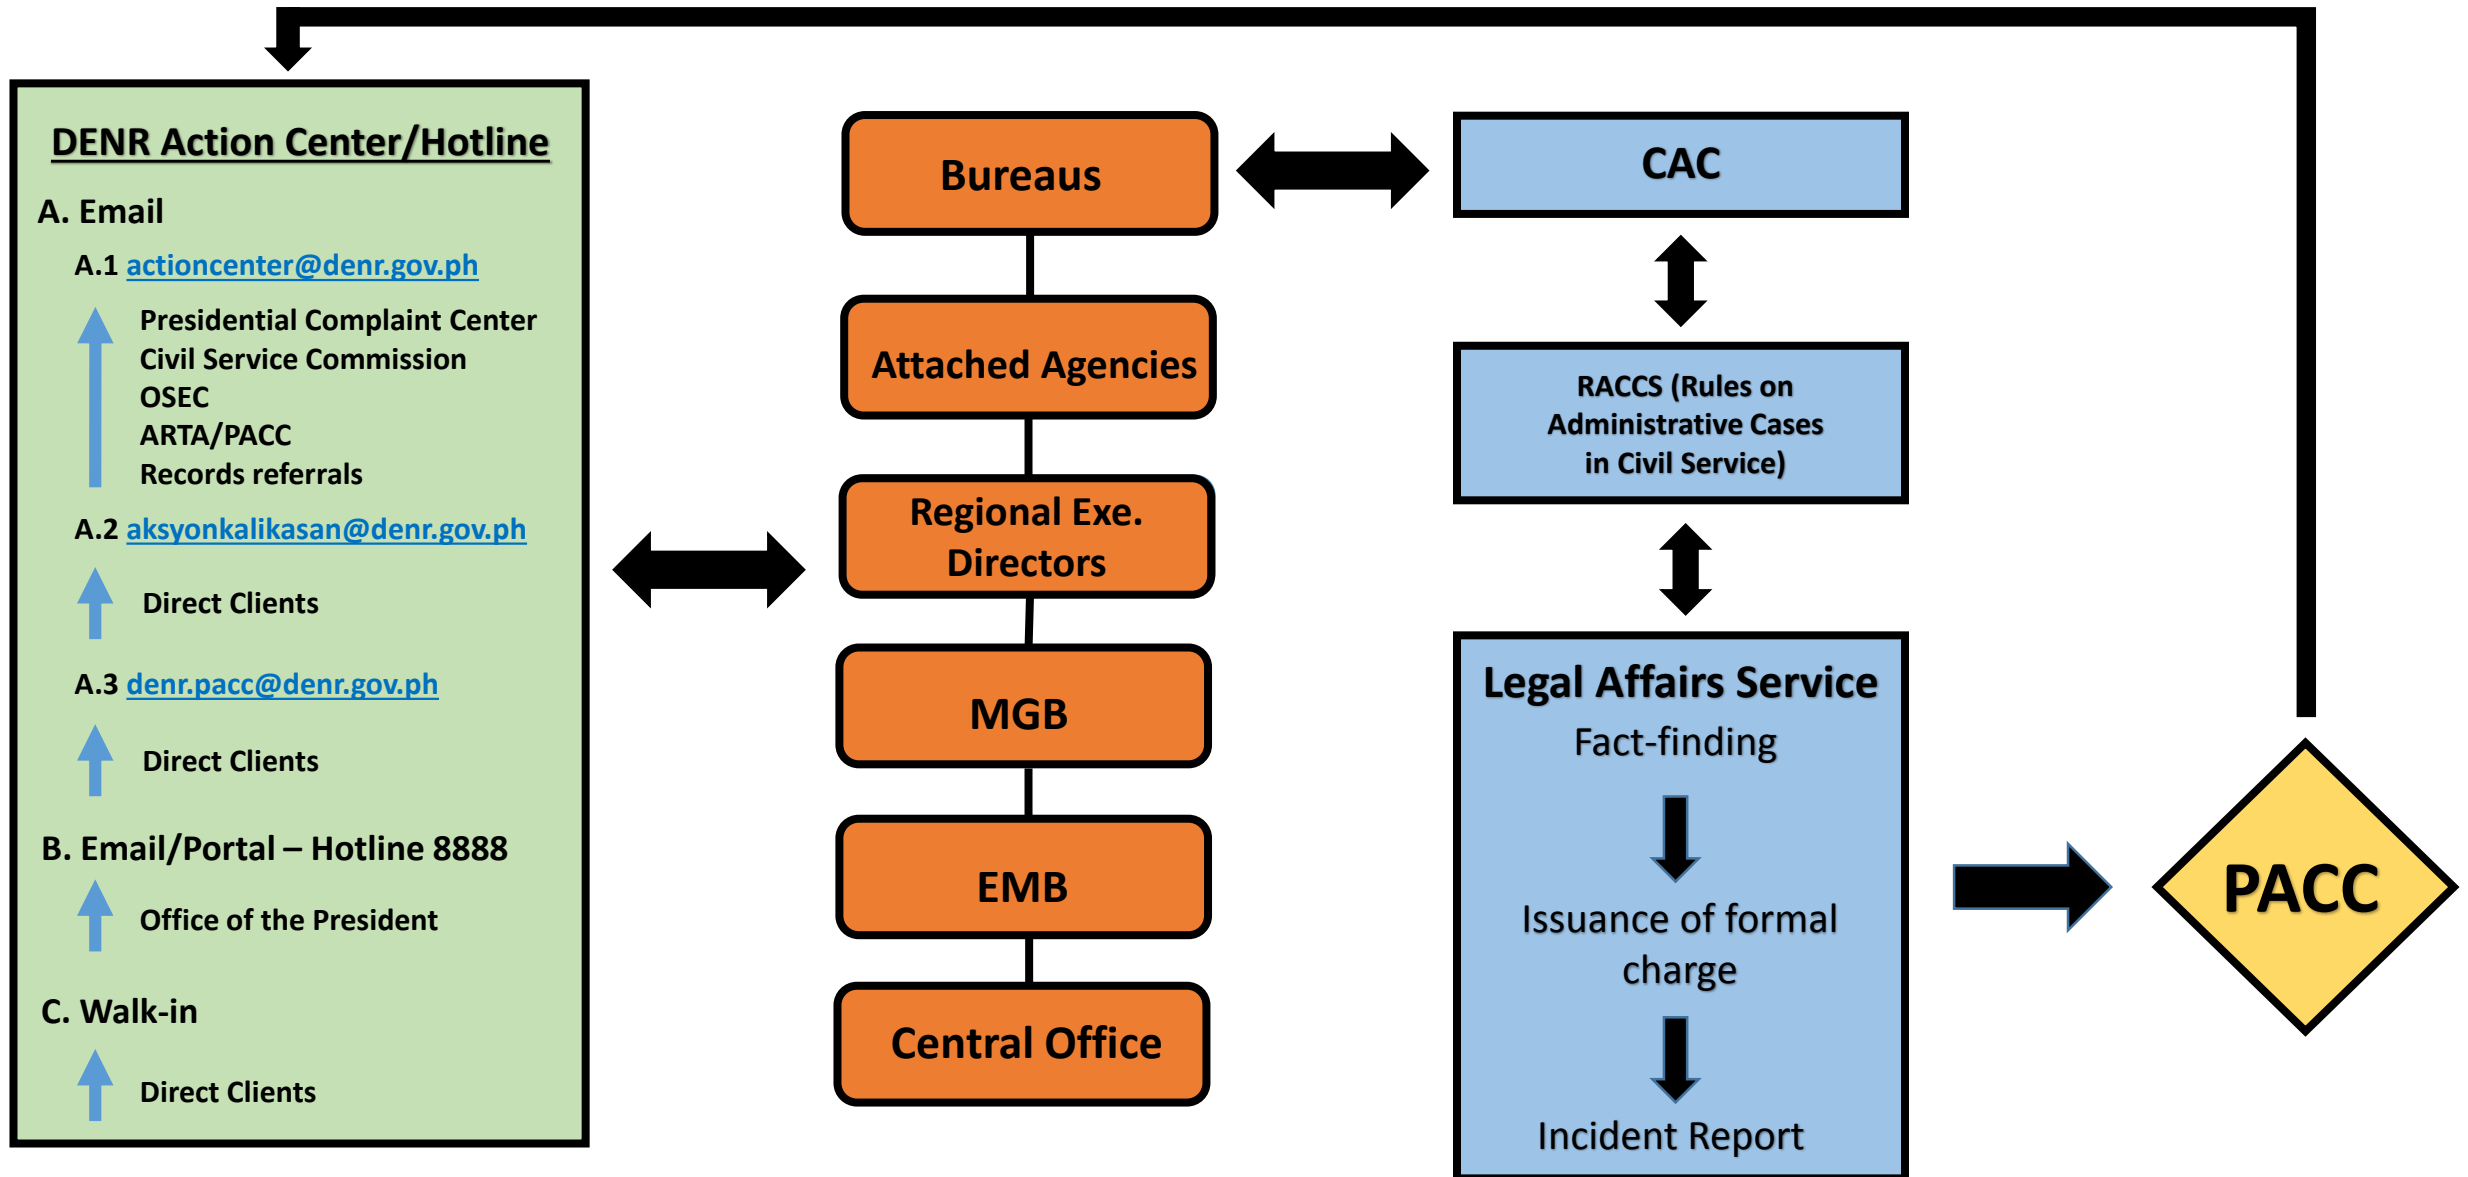 DENR Action Center/Hotline
A. Email
A.1 actioncenter@denr.gov.ph
Presidential Complaint Center
Civil Service Commission
OSEC
ARTA/PACC
Records referrals
A.2 aksyonkalikasan@denr.gov.ph
Direct Clients
A.3 denr.pacc@denr.gov.ph
Direct Clients
B. Email/Portal – Hotline 8888
Office of the President
C. Walk-in
Direct Clients
Bureaus
Attached Agencies
Regional Exe.
Directors
MGB
EMB
Central Office
CAC
RACCS (Rules on
Administrative Cases
in Civil Service)
Legal Affairs Service
Fact-finding
Issuance of formal
charge
Incident Report
PACC